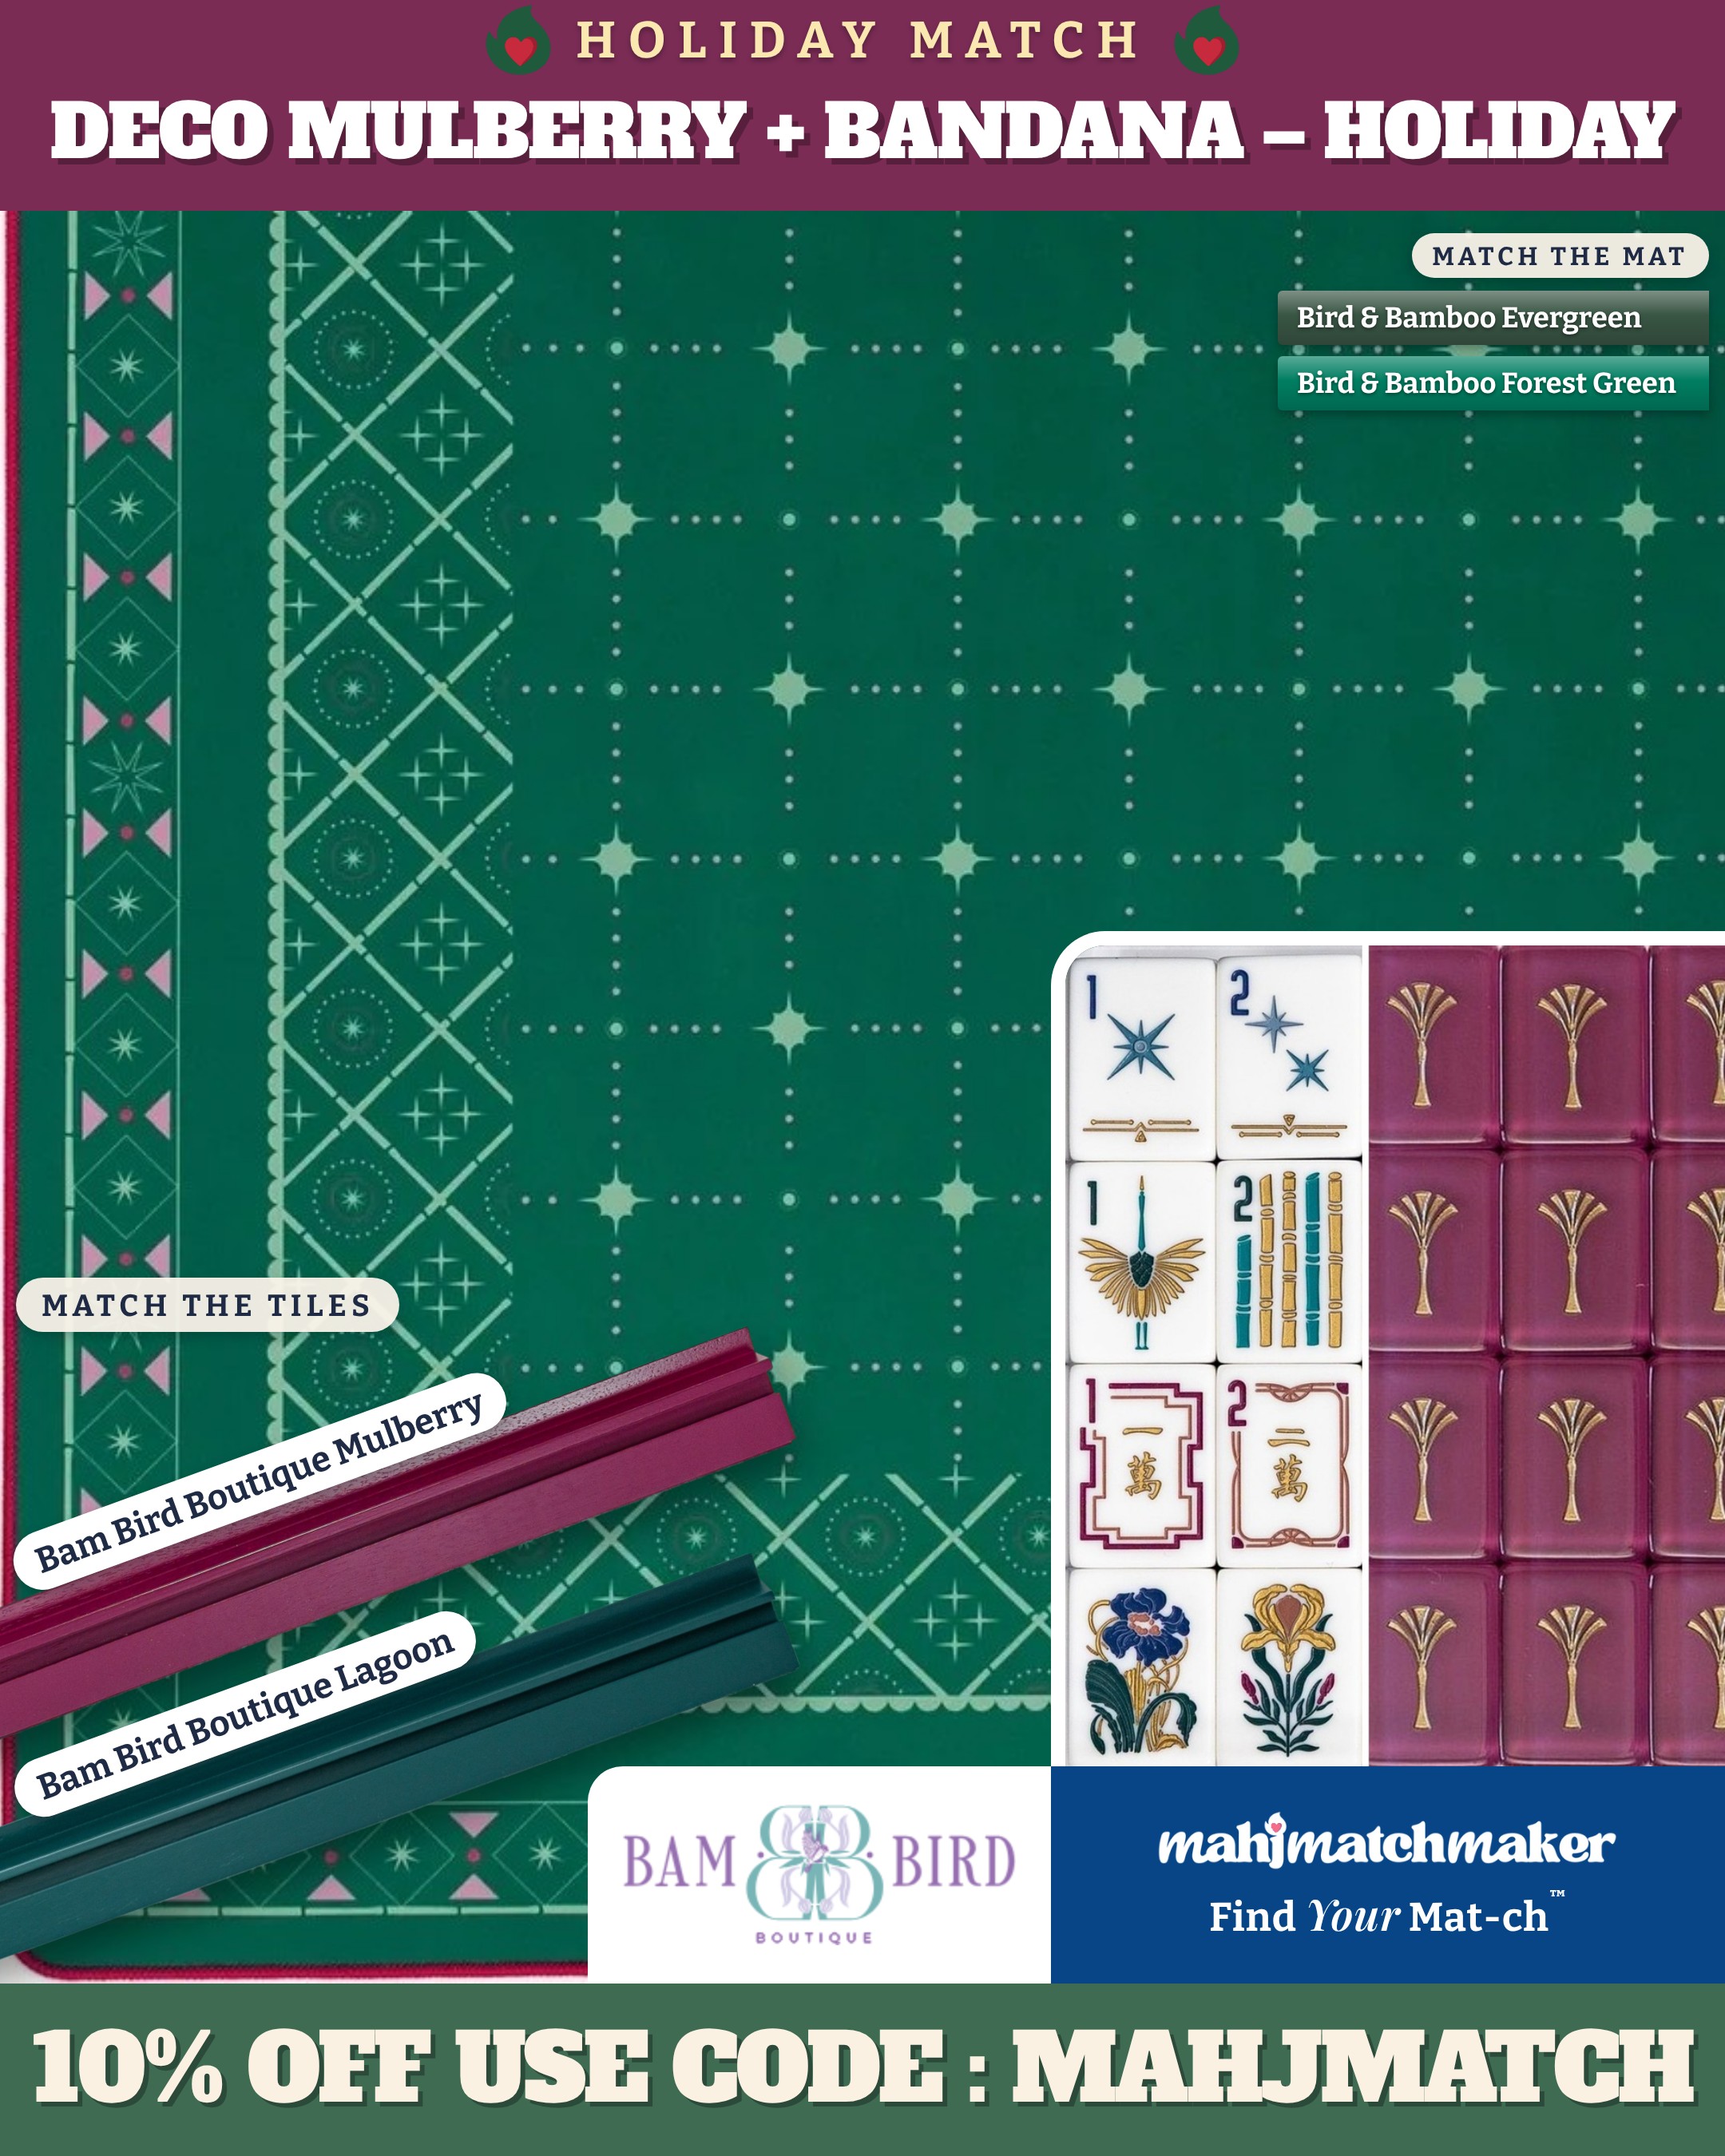 HOLIDAY MATCH
DECO MULBERRY + BANDANA – HOLIDAY
MATCH THE MAT
Bird & Bamboo Evergreen
Bird & Bamboo Forest Green
MATCH THE TILES
Bam Bird Boutique Mulberry
Bam Bird Boutique Lagoon
1 2
1 2
1 2
一萬 二萬
BAM BIRD
BOUTIQUE
mahjmatchmaker
Find Your Mat-ch™
10% OFF USE CODE : MAHJMATCH